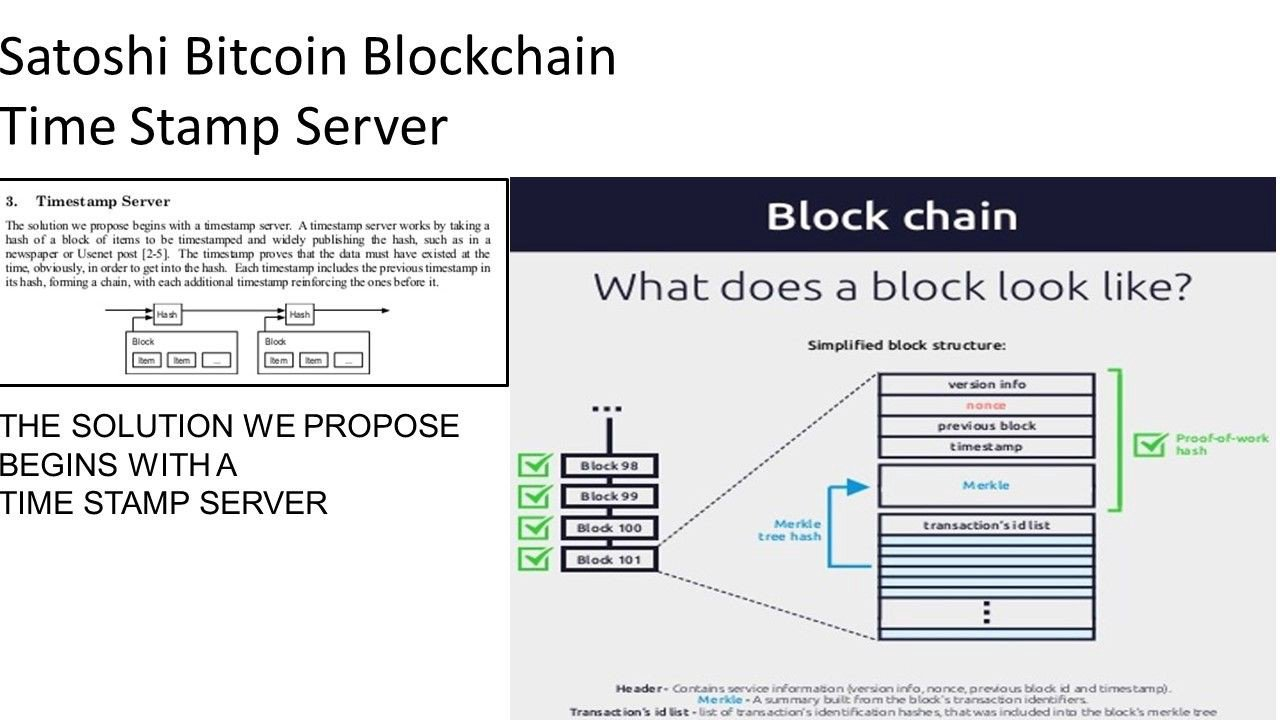 Satoshi Bitcoin Blockchain
Time Stamp Server
3. Timestamp Server
The solution we propose begins with a timestamp server. A timestamp server works by taking a
hash of a block of items to be timestamped and widely publishing the hash, such as in a
newspaper or Usenet post [2-5]. The timestamp proves that the data must have existed at the
time, obviously, in order to get into the hash. Each timestamp includes the previous timestamp in
its hash, forming a chain, with each additional timestamp reinforcing the ones before it.
Hash Hash
Block Block
Item Item ... Item Item ...
THE SOLUTION WE PROPOSE
BEGINS WITH A
TIME STAMP SERVER
Block chain
What does a block look like?
Simplified block structure:
...
Block 98
Block 99
Block 100
Block 101
version info
nonce
previous block
timestamp
Merkle
transaction's id list
Proof-of-work
hash
Merkle
tree hash
Header - Contains service information (version info, nonce, previous block id and timestamp).
Merkle - A summary built from the block's transaction identifiers.
Transaction's id list - list of transaction's identification hashes, that was included into the block's merkle tree